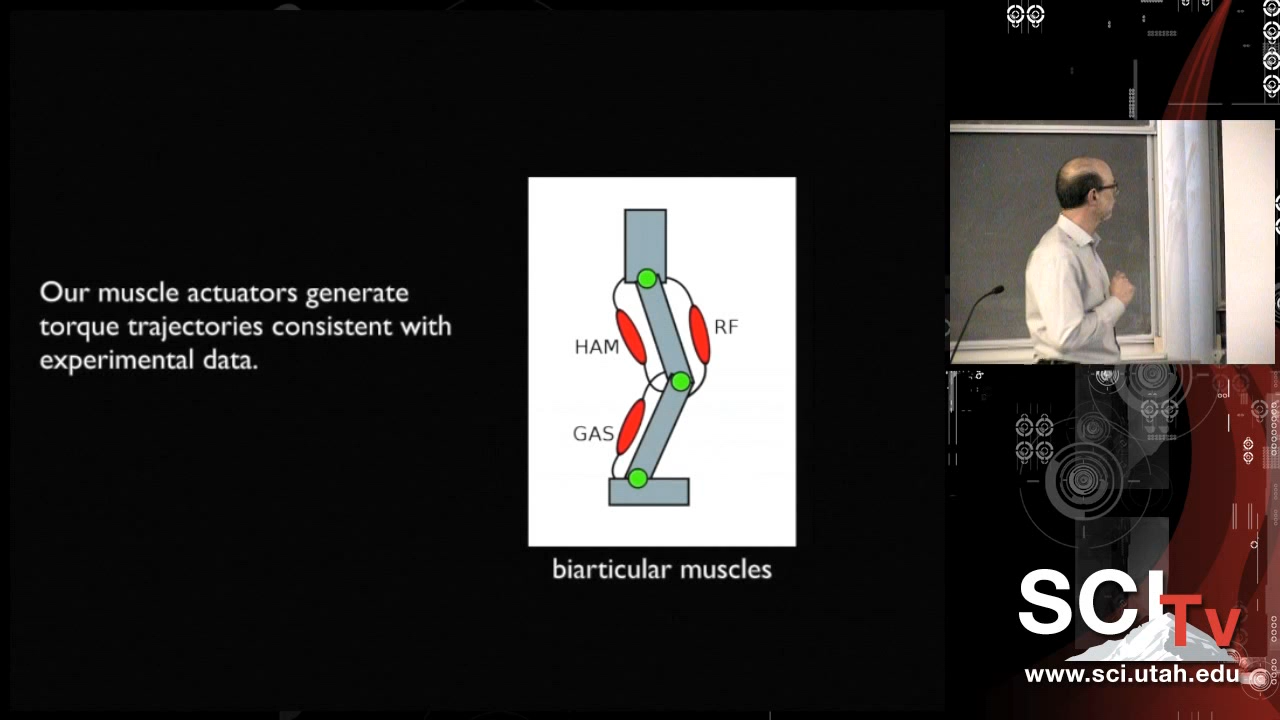 Our muscle actuators generate
torque trajectories consistent with
experimental data.
HAM
RF
GAS
biarticular muscles
SCI
Tv
www.sci.utah.edu